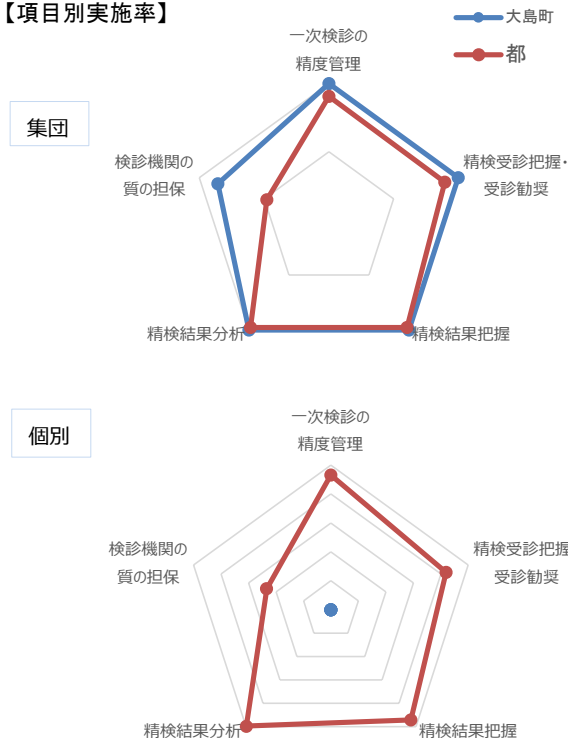 【項目別実施率】
大島町
都
集団
一次検診の
精度管理
検診機関の
質の担保
精検受診把握・
受診勧奨
精検結果分析
精検結果把握
個別
一次検診の
精度管理
検診機関の
質の担保
精検受診把握
受診勧奨
精検結果分析
精検結果把握